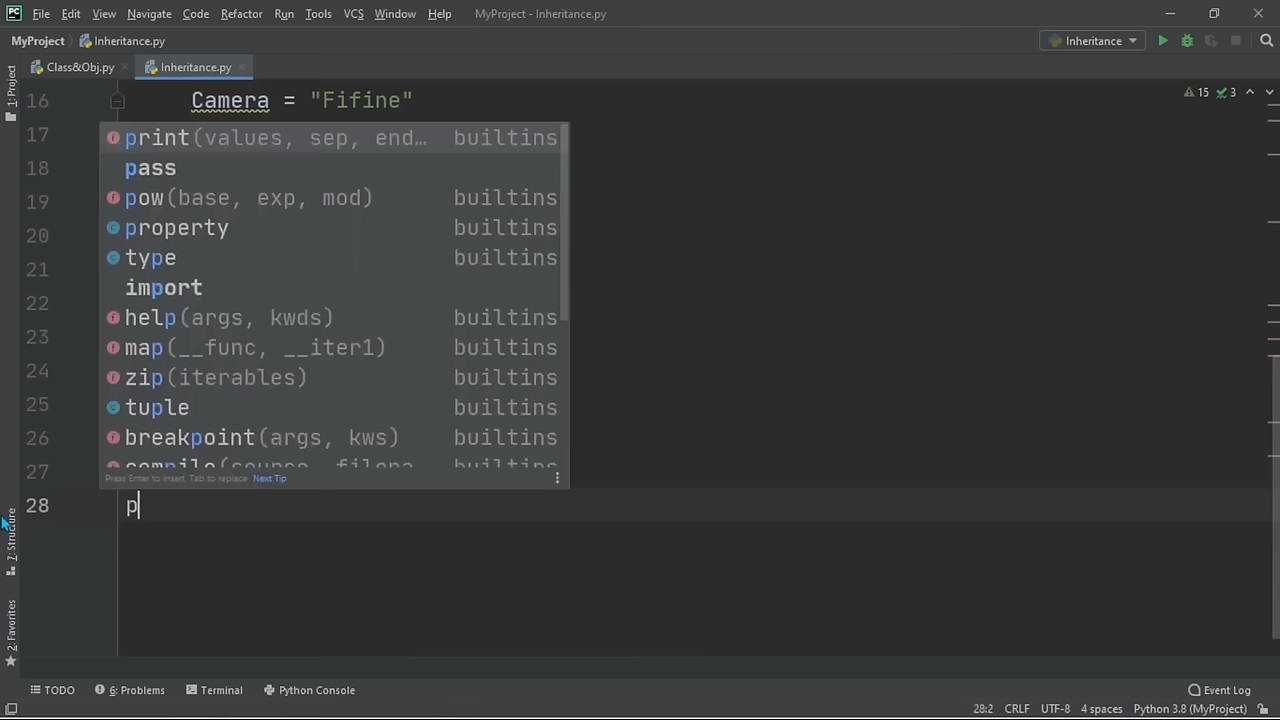 File Edit View Navigate Code Refactor Run Tools VCS Window Help MyProject - Inheritance.py
MyProject Inheritance.py Inheritance
Class&Obj.py Inheritance.py
1: Project
16 Camera = "Fifine" 15 3
17 print(values, sep, end… builtins
18 pass
19 pow(base, exp, mod) builtins
20 property builtins
21 type builtins
22 import
23 help(args, kwds) builtins
24 map(__func, __iter1) builtins
zip(iterables) builtins
25 tuple builtins
26 breakpoint(args, kws) builtins
27 compile(source, filena builtins
Press Enter to insert, Tab to replace Next Tip
28 p
7: Structure
2: Favorites
TODO 6: Problems Terminal Python Console Event Log
28:2 CRLF UTF-8 4 spaces Python 3.8 (MyProject)